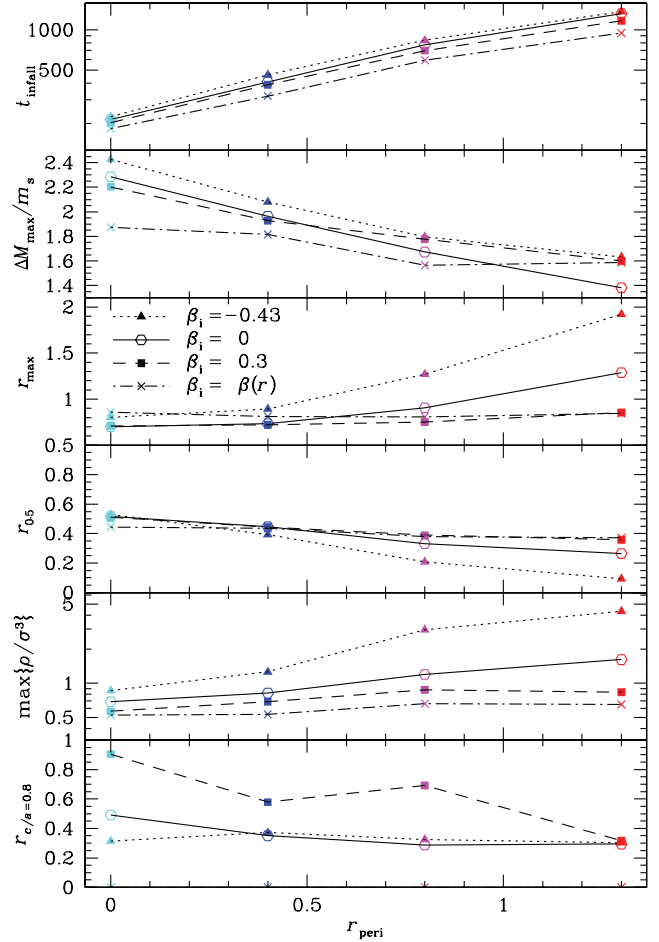 1000
500
t_infall
2.4
2.2
2
1.8
1.6
1.4
ΔM_max/m_s
2
1.5
1
0.5
r_max
β_i = −0.43
β_i = 0
β_i = 0.3
β_i = β(r)
0.8
0.6
0.4
0.2
0
r_0.5
5
1
0.5
max{ρ/σ³}
1
0.8
0.6
0.4
0.2
0
r_c/a=0.8
0 0.5 1
r_peri